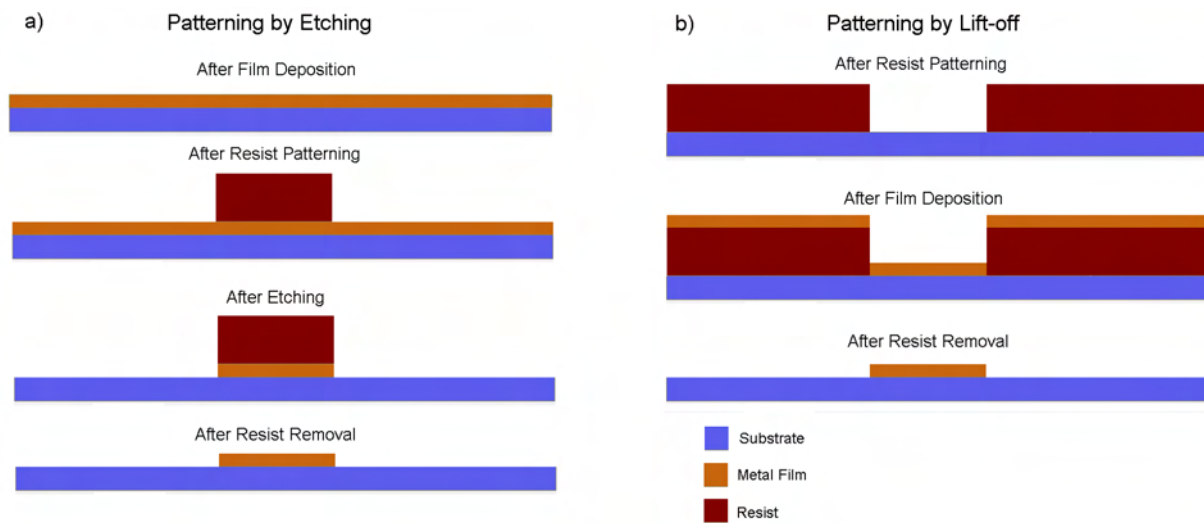 a)
Patterning by Etching
After Film Deposition
After Resist Patterning
After Etching
After Resist Removal
b)
Patterning by Lift-off
After Resist Patterning
After Film Deposition
After Resist Removal
Substrate
Metal Film
Resist